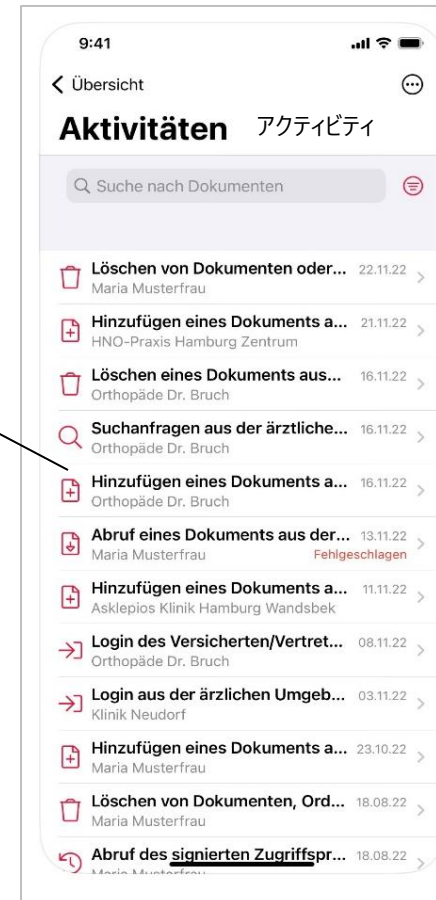 9:41
Übersicht
Aktivitäten アクティビティ
Suche nach Dokumenten
Löschen von Dokumenten oder... 22.11.22
Maria Musterfrau
Hinzufügen eines Dokuments a... 21.11.22
HNO-Praxis Hamburg Zentrum
Löschen eines Dokuments aus... 16.11.22
Orthopäde Dr. Bruch
Suchanfragen aus der ärztliche... 16.11.22
Orthopäde Dr. Bruch
Hinzufügen eines Dokuments a... 16.11.22
Orthopäde Dr. Bruch
Abruf eines Dokuments aus der... 13.11.22
Maria Musterfrau Fehlgeschlagen
Hinzufügen eines Dokuments a... 11.11.22
Asklepios Klinik Hamburg Wandsbek
Login des Versicherten/Vertret... 08.11.22
Orthopäde Dr. Bruch
Login aus der ärzlichen Umgeb... 03.11.22
Klinik Neudorf
Hinzufügen eines Dokuments a... 23.10.22
Maria Musterfrau
Löschen von Dokumenten, Ord... 18.08.22
Maria Musterfrau
Abruf des signierten Zugriffspr... 18.08.22
Maria Musterfrau